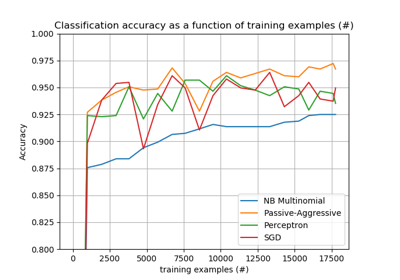 Classification accuracy as a function of training examples (#)
1.000
0.975
0.950
0.925
0.900
0.875
0.850
0.825
0.800
Accuracy
NB Multinomial
Passive-Aggressive
Perceptron
SGD
0 2500 5000 7500 10000 12500 15000 17500
training examples (#)